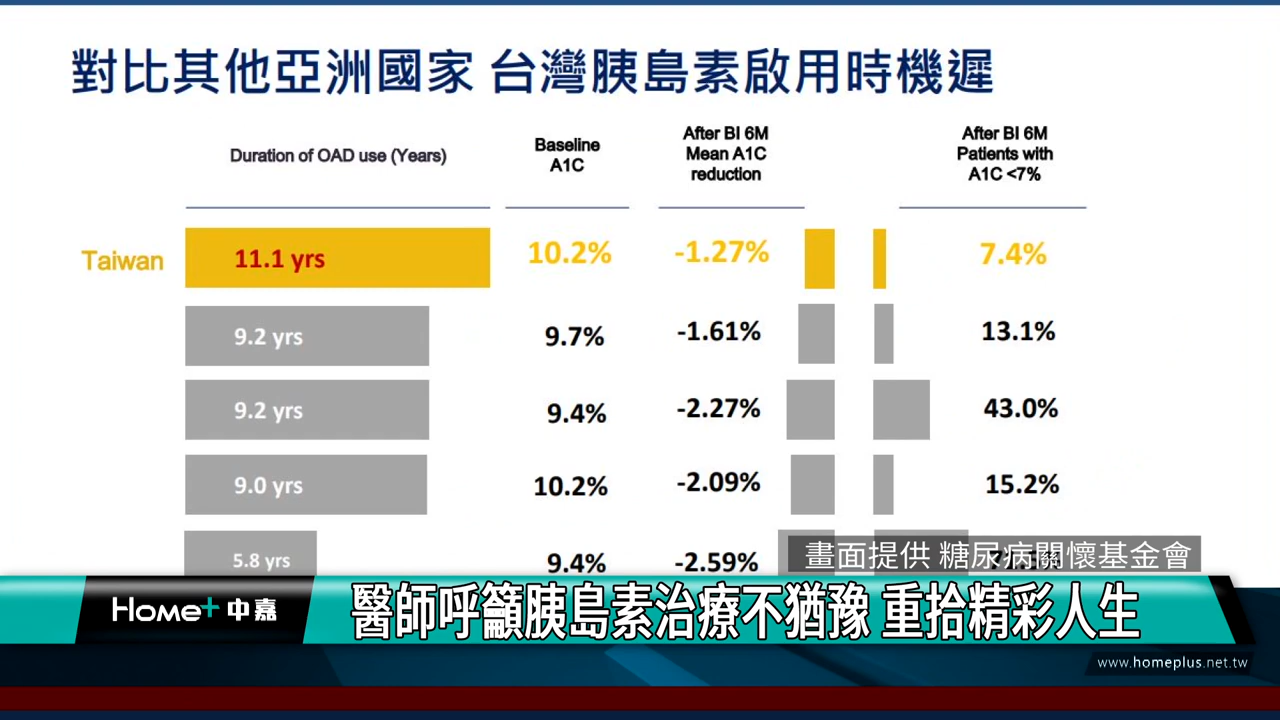 對比其他亞洲國家 台灣胰島素啟用時機遲
Duration of OAD use (Years)
Baseline
A1C
After BI 6M
Mean A1C
reduction
After BI 6M
Patients with
A1C <7%
Taiwan 11.1 yrs 10.2% -1.27% 7.4%
9.2 yrs 9.7% -1.61% 13.1%
9.2 yrs 9.4% -2.27% 43.0%
9.0 yrs 10.2% -2.09% 15.2%
5.8 yrs 9.4% -2.59%
畫面提供 糖尿病關懷基金會
Home+ 中嘉
醫師呼籲胰島素治療不猶豫 重拾精彩人生
www.homeplus.net.tw